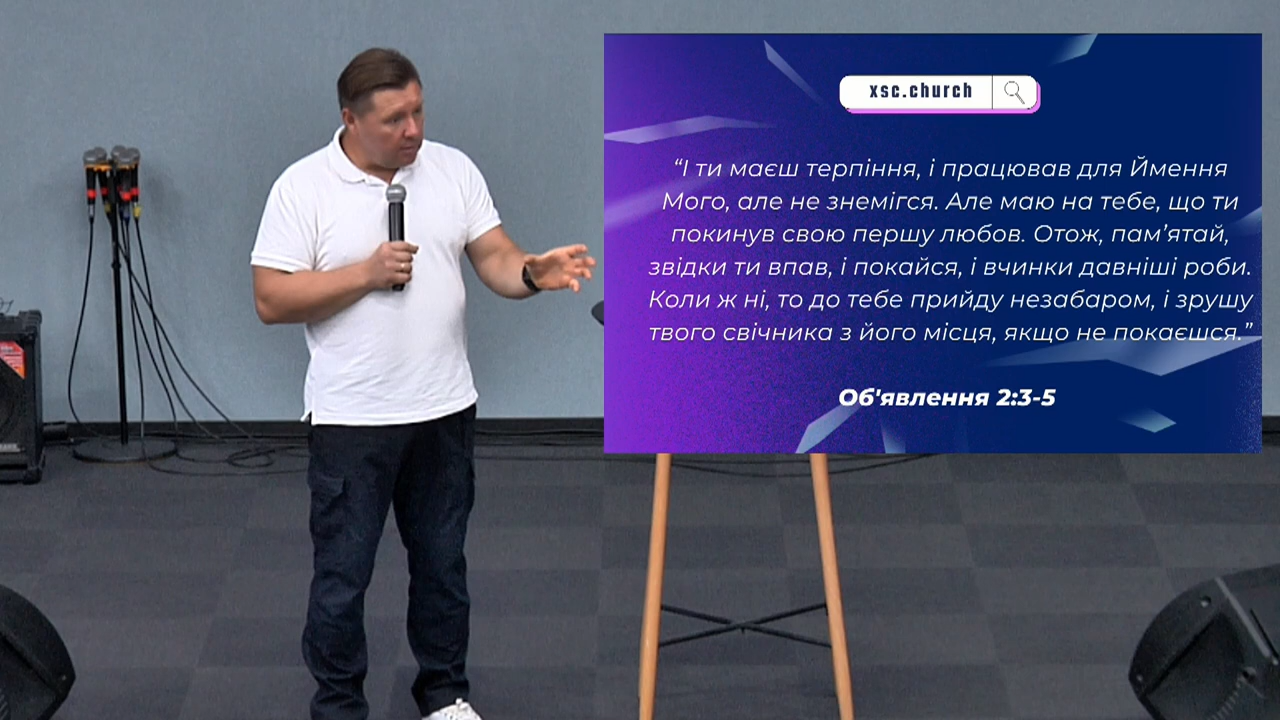 xsc.church
“І ти маєш терпіння, і працював для Ймення
Мого, але не знемігся. Але маю на тебе, що ти
покинув свою першу любов. Отож, пам’ятай,
звідки ти впав, і покайся, і вчинки давніші роби.
Коли ж ні, то до тебе прийду незабаром, і зрушу
твого свічника з його місця, якщо не покаєшся.”
Об'явлення 2:3-5